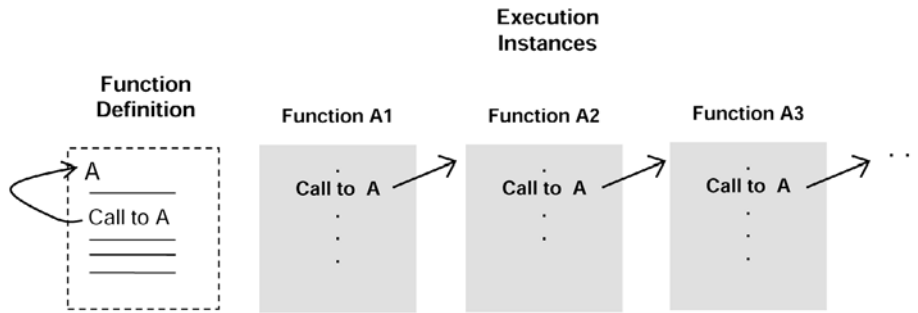 Execution
Instances
Function
Definition
Function A1
Function A2
Function A3
A
Call to A
Call to A
Call to A
Call to A